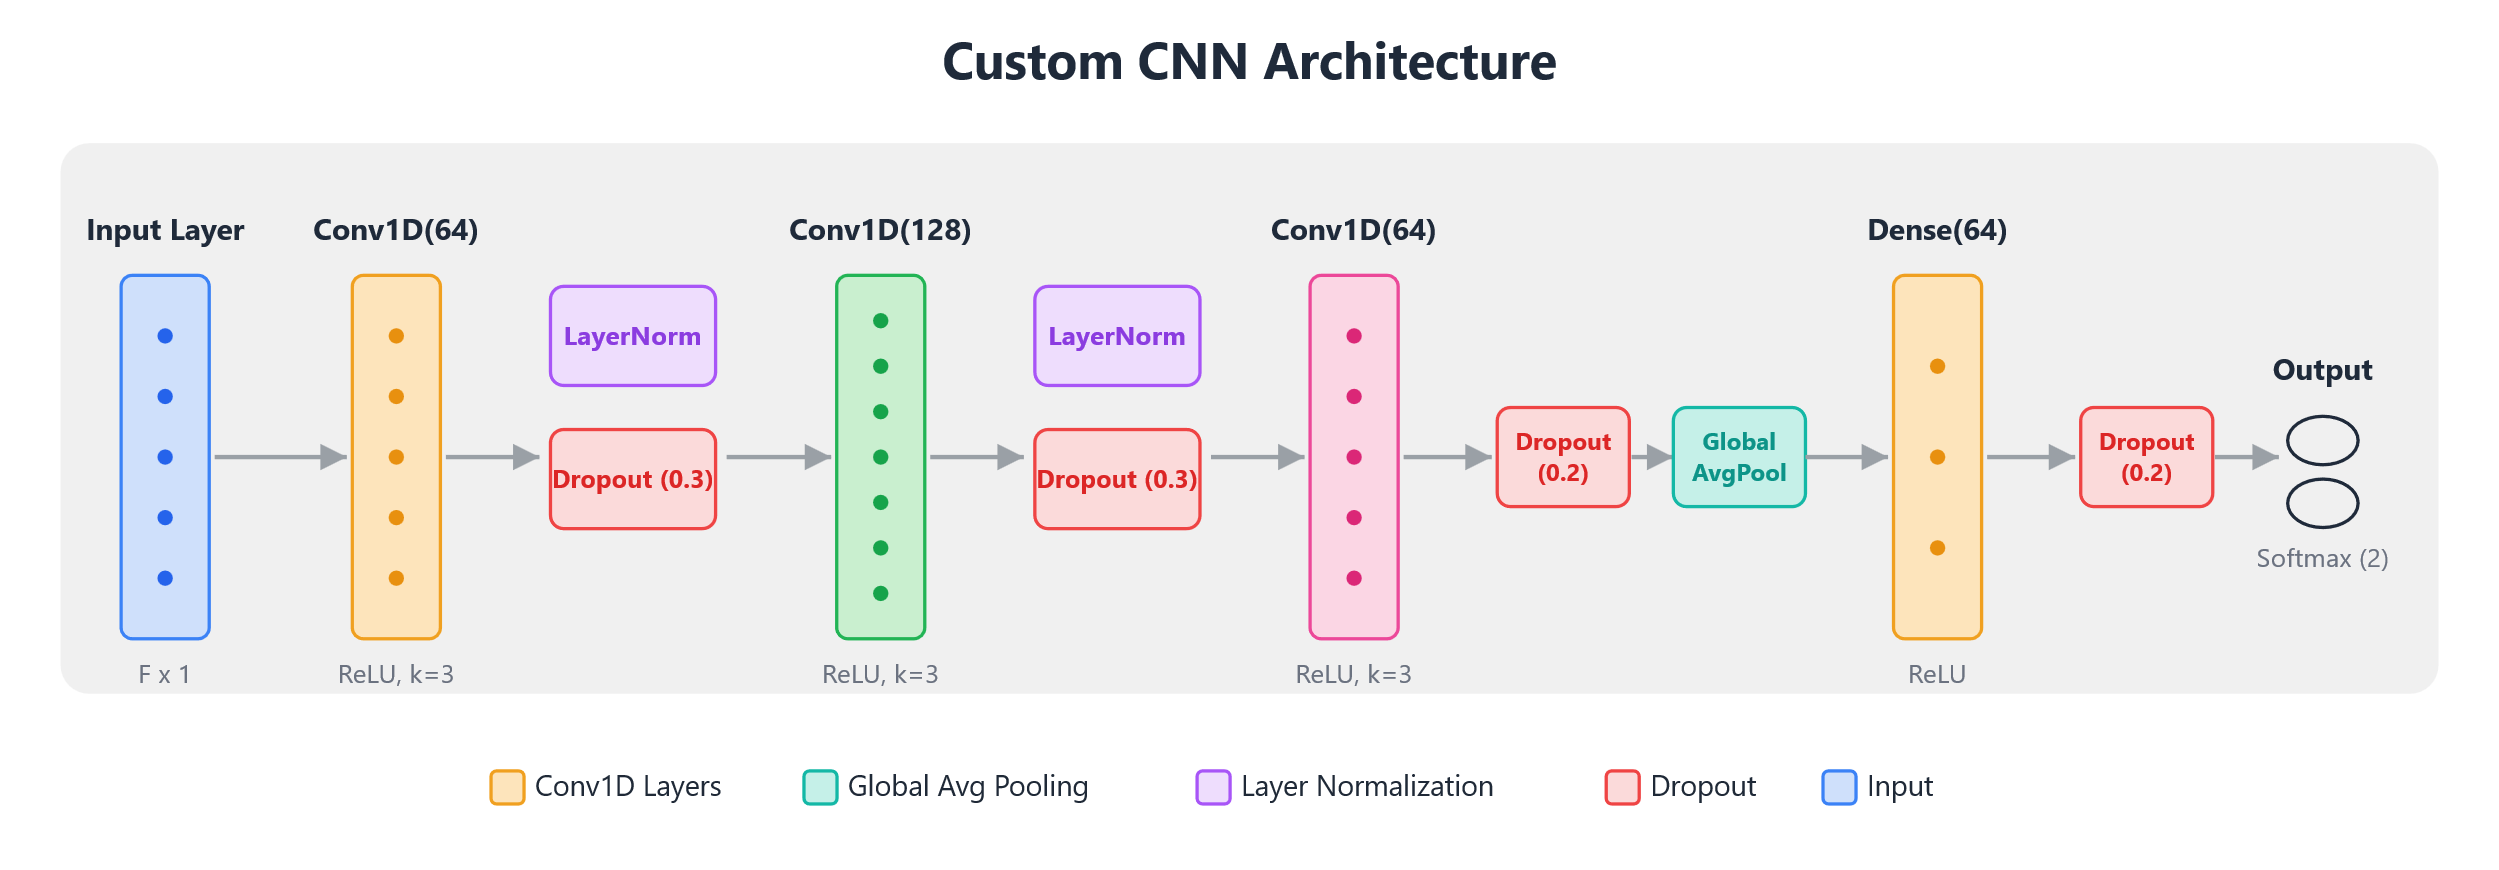 Custom CNN Architecture
Input Layer
Conv1D(64)
Conv1D(128)
Conv1D(64)
Dense(64)
LayerNorm
LayerNorm
Output
Dropout (0.3)
Dropout (0.3)
Dropout
(0.2)
Global
AvgPool
Dropout
(0.2)
Softmax (2)
F x 1
ReLU, k=3
ReLU, k=3
ReLU, k=3
ReLU
Conv1D Layers
Global Avg Pooling
Layer Normalization
Dropout
Input